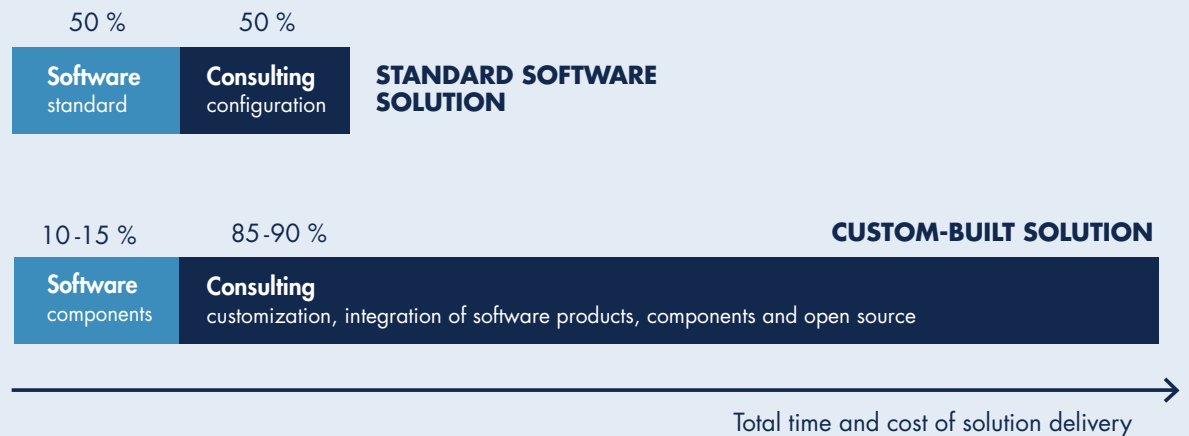 50 %
50 %
Software
standard
Consulting
configuration
STANDARD SOFTWARE
SOLUTION
10-15 %
85-90 %
CUSTOM-BUILT SOLUTION
Software
components
Consulting
customization, integration of software products, components and open source
Total time and cost of solution delivery